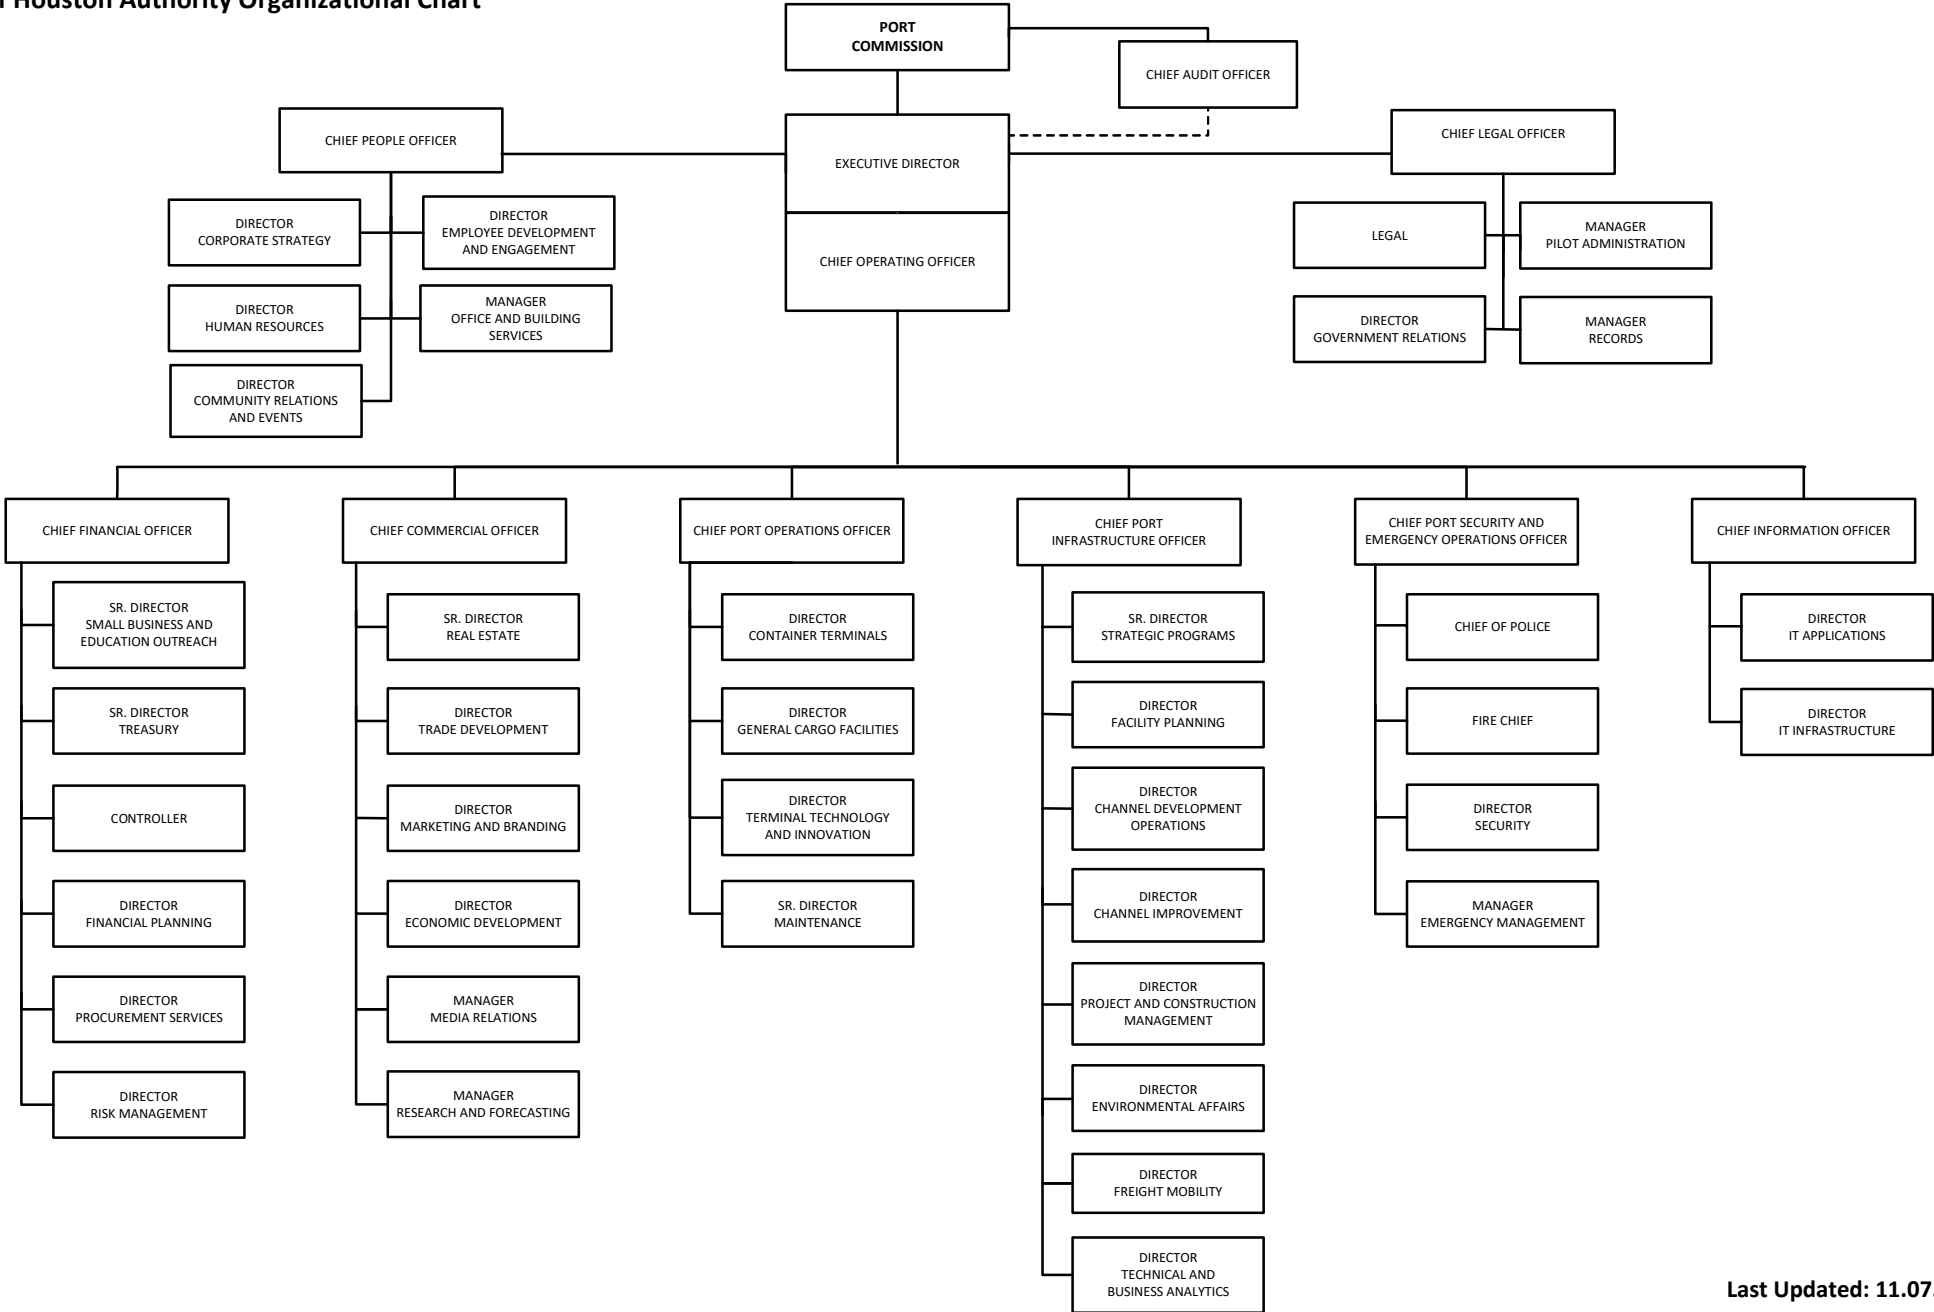 Houston Authority Organizational Chart
PORT
COMMISSION
CHIEF AUDIT OFFICER
CHIEF PEOPLE OFFICER
EXECUTIVE DIRECTOR
CHIEF LEGAL OFFICER
DIRECTOR
CORPORATE STRATEGY
DIRECTOR
EMPLOYEE DEVELOPMENT
AND ENGAGEMENT
CHIEF OPERATING OFFICER
LEGAL
MANAGER
PILOT ADMINISTRATION
DIRECTOR
HUMAN RESOURCES
MANAGER
OFFICE AND BUILDING
SERVICES
DIRECTOR
GOVERNMENT RELATIONS
MANAGER
RECORDS
DIRECTOR
COMMUNITY RELATIONS
AND EVENTS
CHIEF FINANCIAL OFFICER
SR. DIRECTOR
SMALL BUSINESS AND
EDUCATION OUTREACH
SR. DIRECTOR
TREASURY
CONTROLLER
DIRECTOR
FINANCIAL PLANNING
DIRECTOR
PROCUREMENT SERVICES
DIRECTOR
RISK MANAGEMENT
CHIEF COMMERCIAL OFFICER
SR. DIRECTOR
REAL ESTATE
DIRECTOR
TRADE DEVELOPMENT
DIRECTOR
MARKETING AND BRANDING
DIRECTOR
ECONOMIC DEVELOPMENT
MANAGER
MEDIA RELATIONS
MANAGER
RESEARCH AND FORECASTING
CHIEF PORT OPERATIONS OFFICER
DIRECTOR
CONTAINER TERMINALS
DIRECTOR
GENERAL CARGO FACILITIES
DIRECTOR
TERMINAL TECHNOLOGY
AND INNOVATION
SR. DIRECTOR
MAINTENANCE
CHIEF PORT
INFRASTRUCTURE OFFICER
SR. DIRECTOR
STRATEGIC PROGRAMS
DIRECTOR
FACILITY PLANNING
DIRECTOR
CHANNEL DEVELOPMENT
OPERATIONS
DIRECTOR
CHANNEL IMPROVEMENT
DIRECTOR
PROJECT AND CONSTRUCTION
MANAGEMENT
DIRECTOR
ENVIRONMENTAL AFFAIRS
DIRECTOR
FREIGHT MOBILITY
DIRECTOR
TECHNICAL AND
BUSINESS ANALYTICS
CHIEF PORT SECURITY AND
EMERGENCY OPERATIONS OFFICER
CHIEF OF POLICE
FIRE CHIEF
DIRECTOR
SECURITY
MANAGER
EMERGENCY MANAGEMENT
CHIEF INFORMATION OFFICER
DIRECTOR
IT APPLICATIONS
DIRECTOR
IT INFRASTRUCTURE
Last Updated: 11.07.